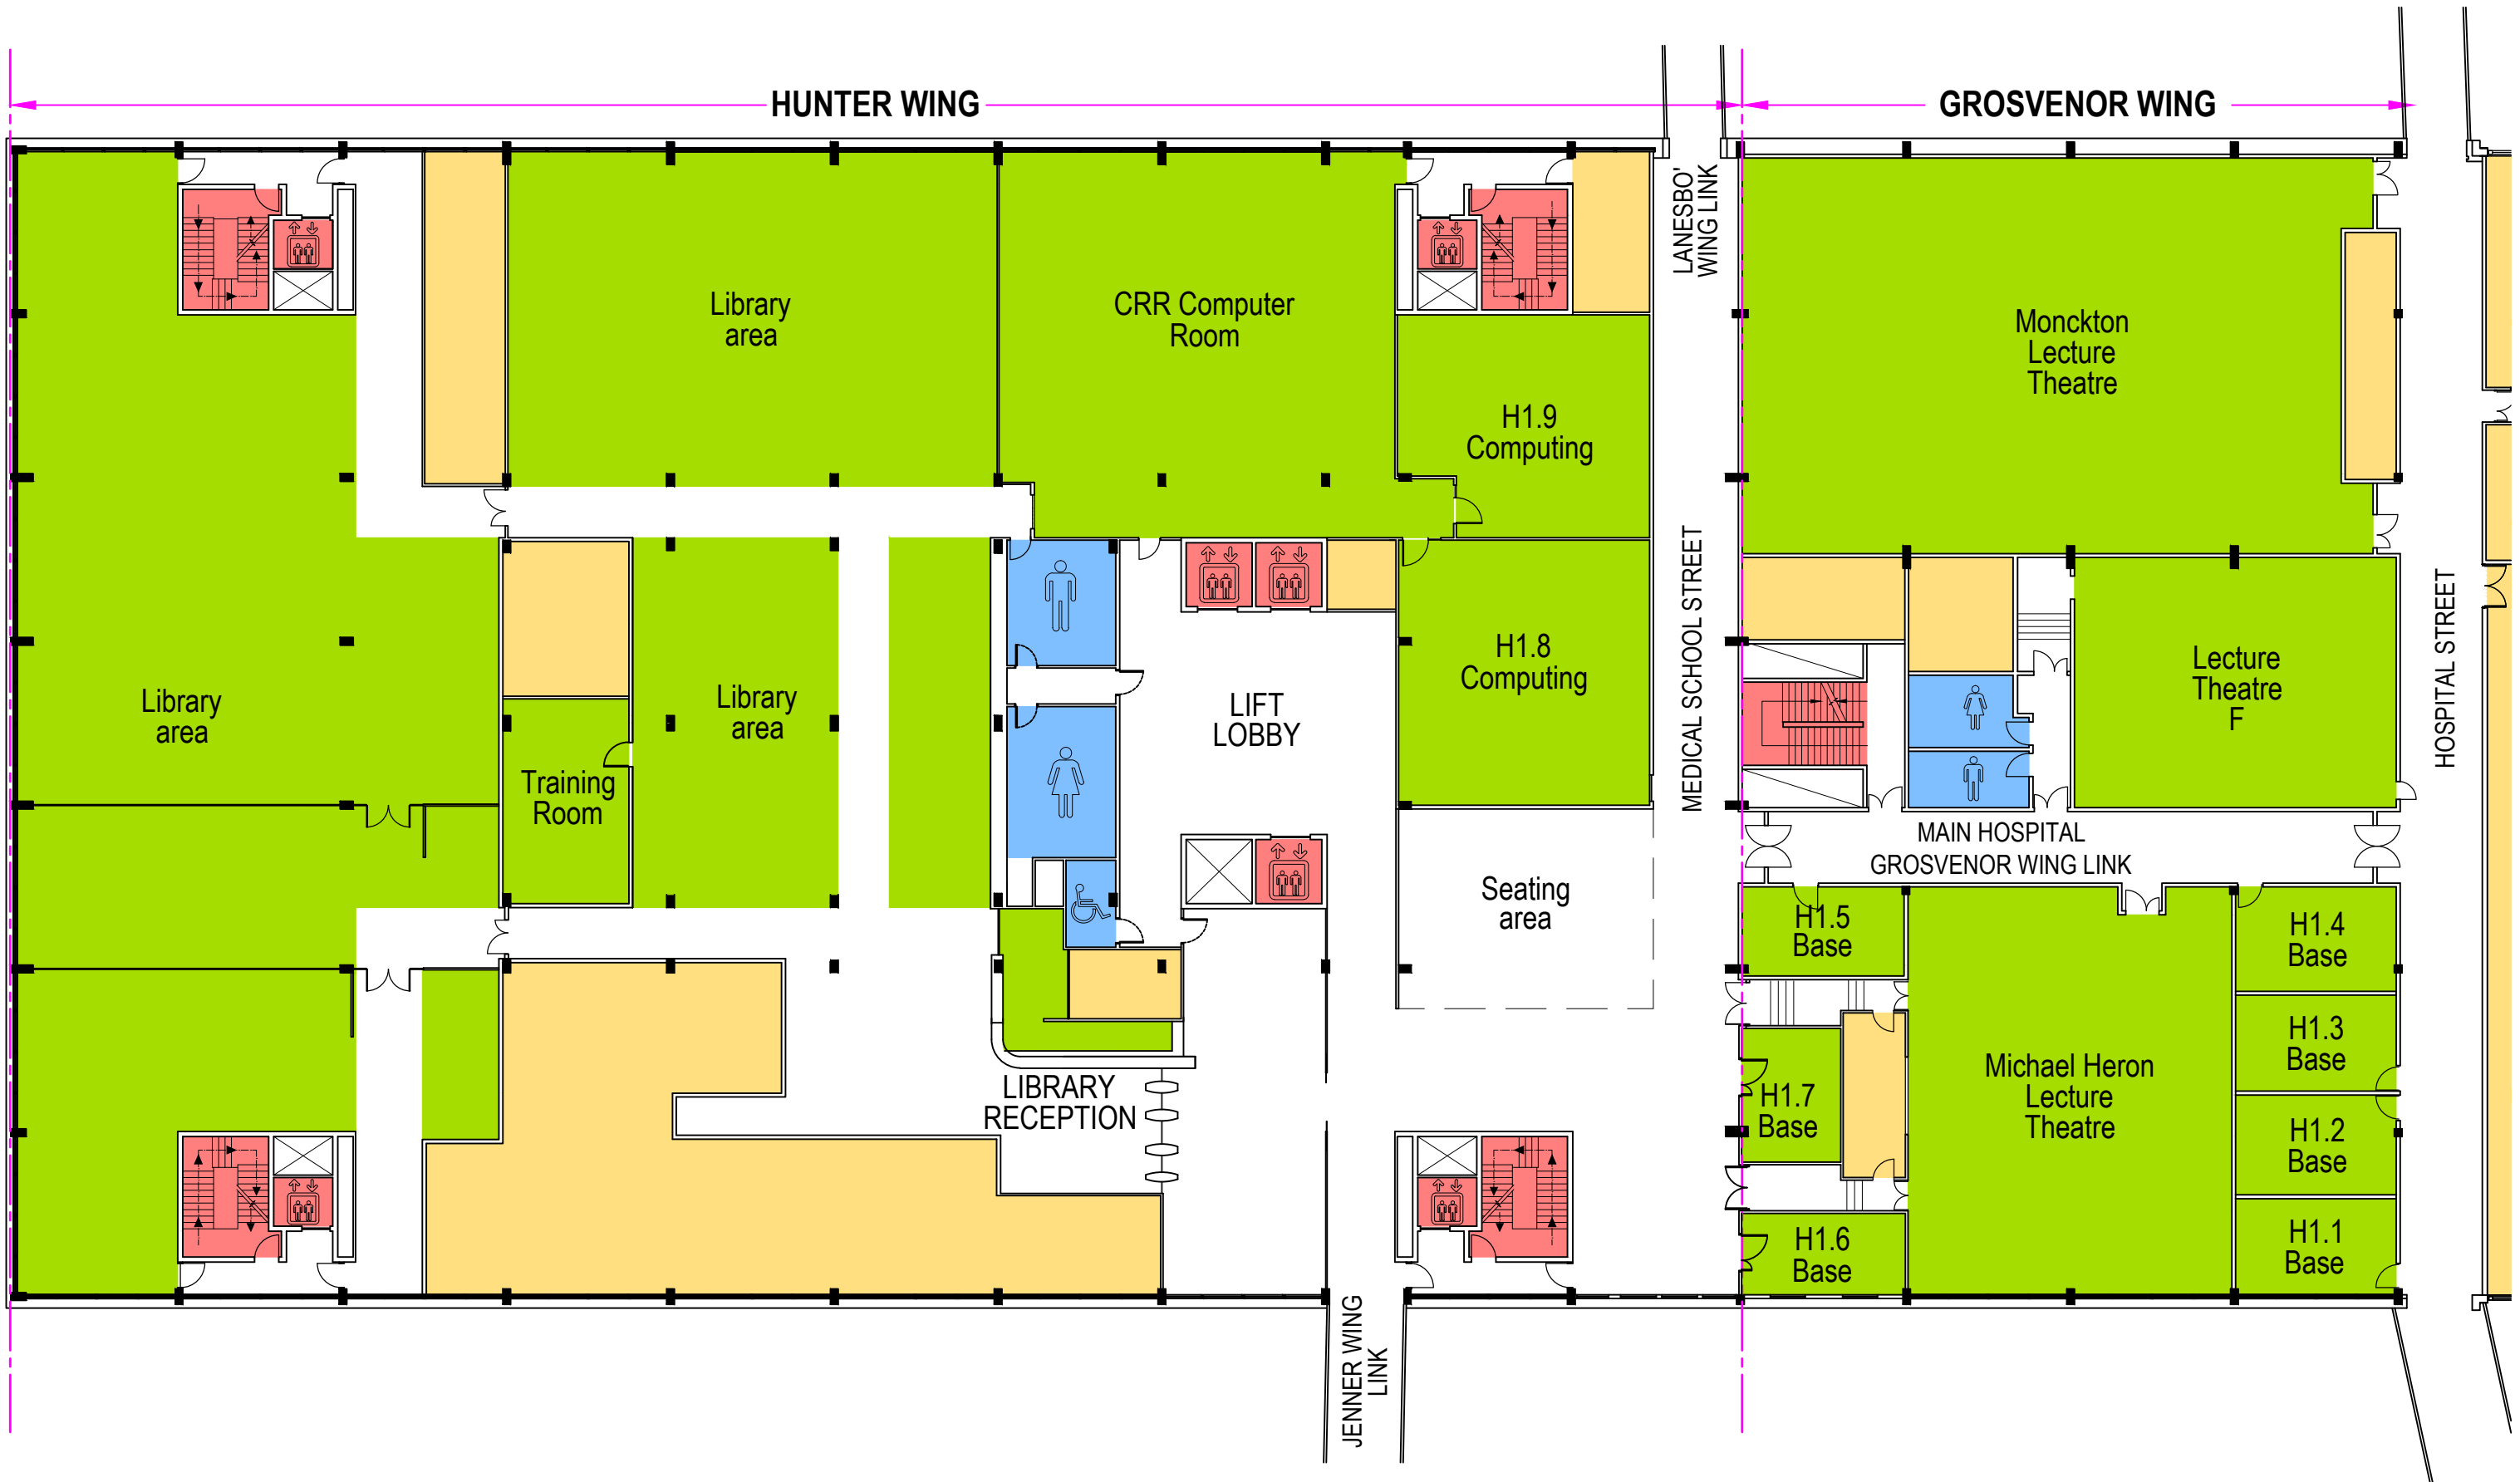 HUNTER WING
GROSVENOR WING
LANESBO'
WING LINK
Library
area
CRR Computer
Room
H1.9
Computing
Monckton
Lecture
Theatre
Library
area
Training
Room
Library
area
LIFT
LOBBY
H1.8
Computing
MEDICAL SCHOOL STREET
Lecture
Theatre
F
HOSPITAL STREET
MAIN HOSPITAL
GROSVENOR WING LINK
Seating
area
H1.5
Base
H1.4
Base
H1.3
Base
LIBRARY
RECEPTION
H1.7
Base
Michael Heron
Lecture
Theatre
H1.2
Base
H1.6
Base
H1.1
Base
JENNER WING
LINK